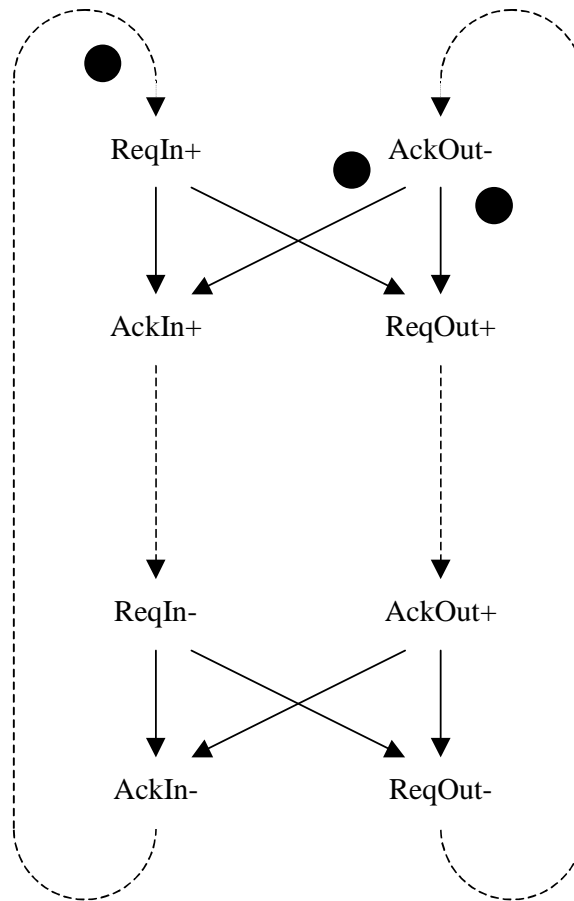 ReqIn+ AckOut-
AckIn+ ReqOut+
ReqIn- AckOut+
AckIn- ReqOut-